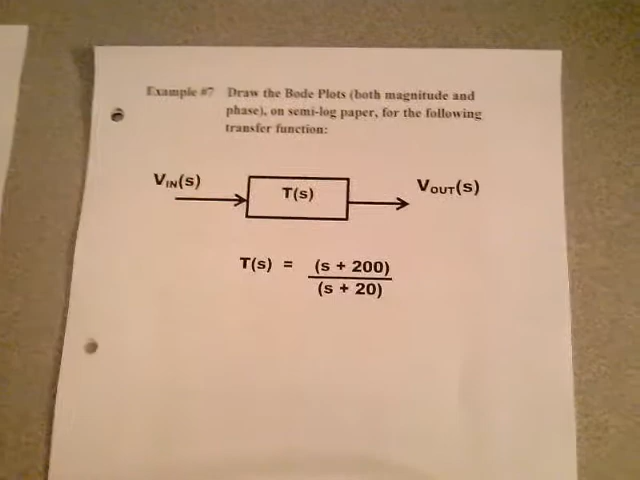 Example #7 Draw the Bode Plots (both magnitude and
phase), on semi-log paper, for the following
transfer function:
VIN(s)
T(s)
VOUT(s)
T(s) = (s + 200)
(s + 20)